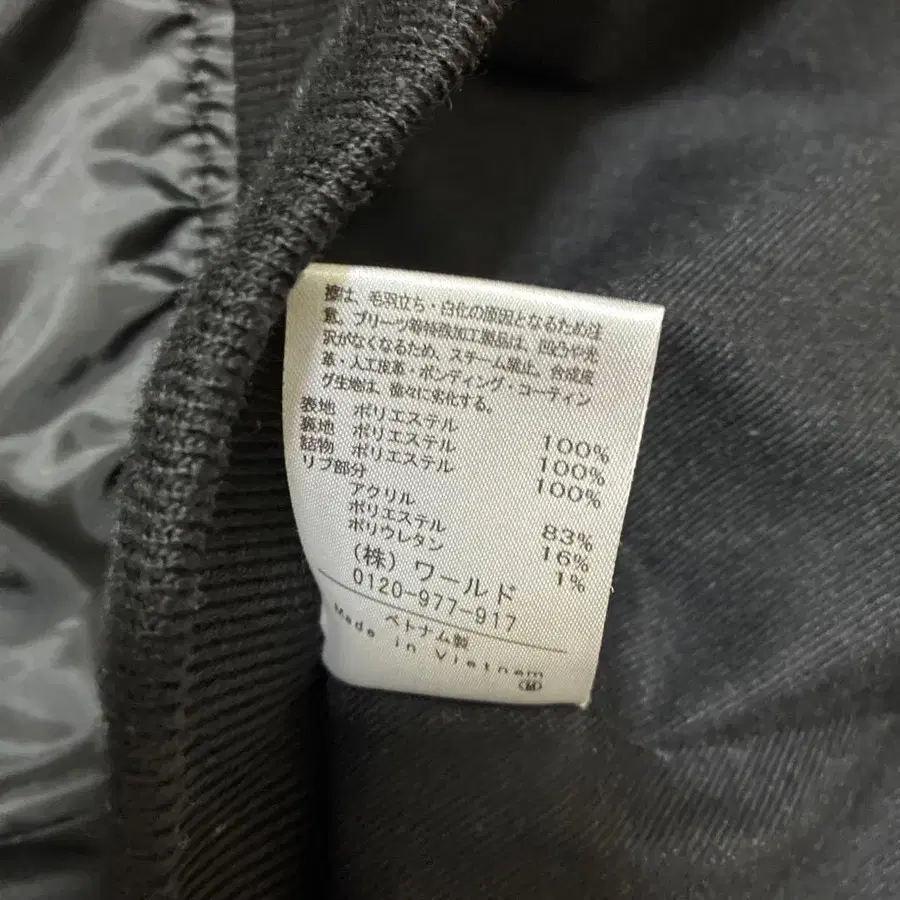 擦は、毛羽立ち・白化の原因となるため注
意。プリーツ等特殊加工製品は、凹凸や光
沢がなくなるため、スチーム禁止。合成皮
革・人工皮革・ボンディング・コーティン
グ生地は、徐々に劣化する。
表地 ポリエステル 100%
裏地 ポリエステル 100%
詰物 ポリエステル 100%
リブ部分
アクリル 83%
ポリエステル 16%
ポリウレタン 1%
(株) ワールド
0120-977-917
ベトナム製
Made in Vietnam